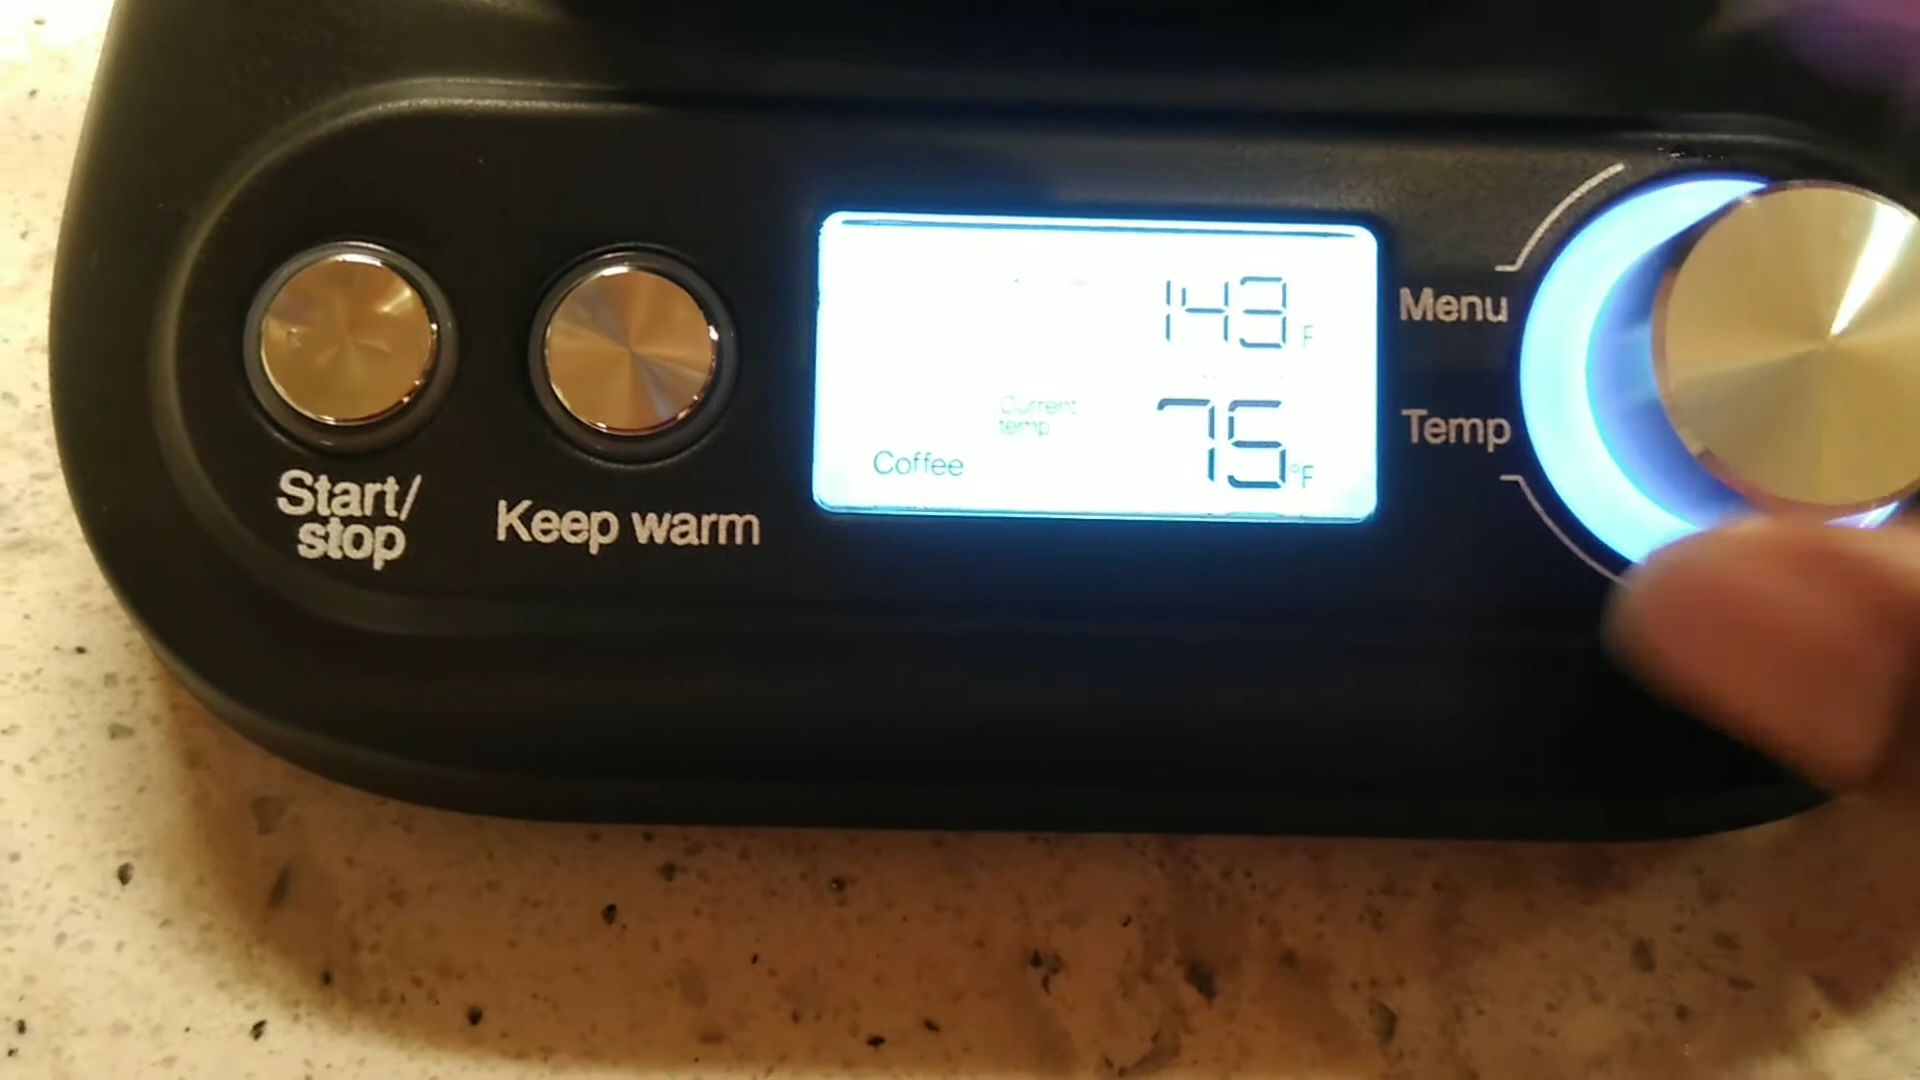 143 F
Menu
Current
temp
75 °F
Temp
Coffee
Start/
stop
Keep warm